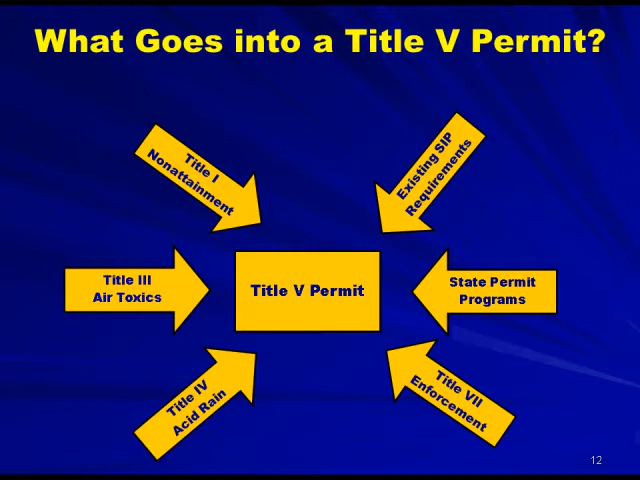 What Goes into a Title V Permit?
Title I
Nonattainment
Existing SIP
Requirements
Title III
Air Toxics
Title V Permit
State Permit
Programs
Title IV
Acid Rain
Title VII
Enforcement
12